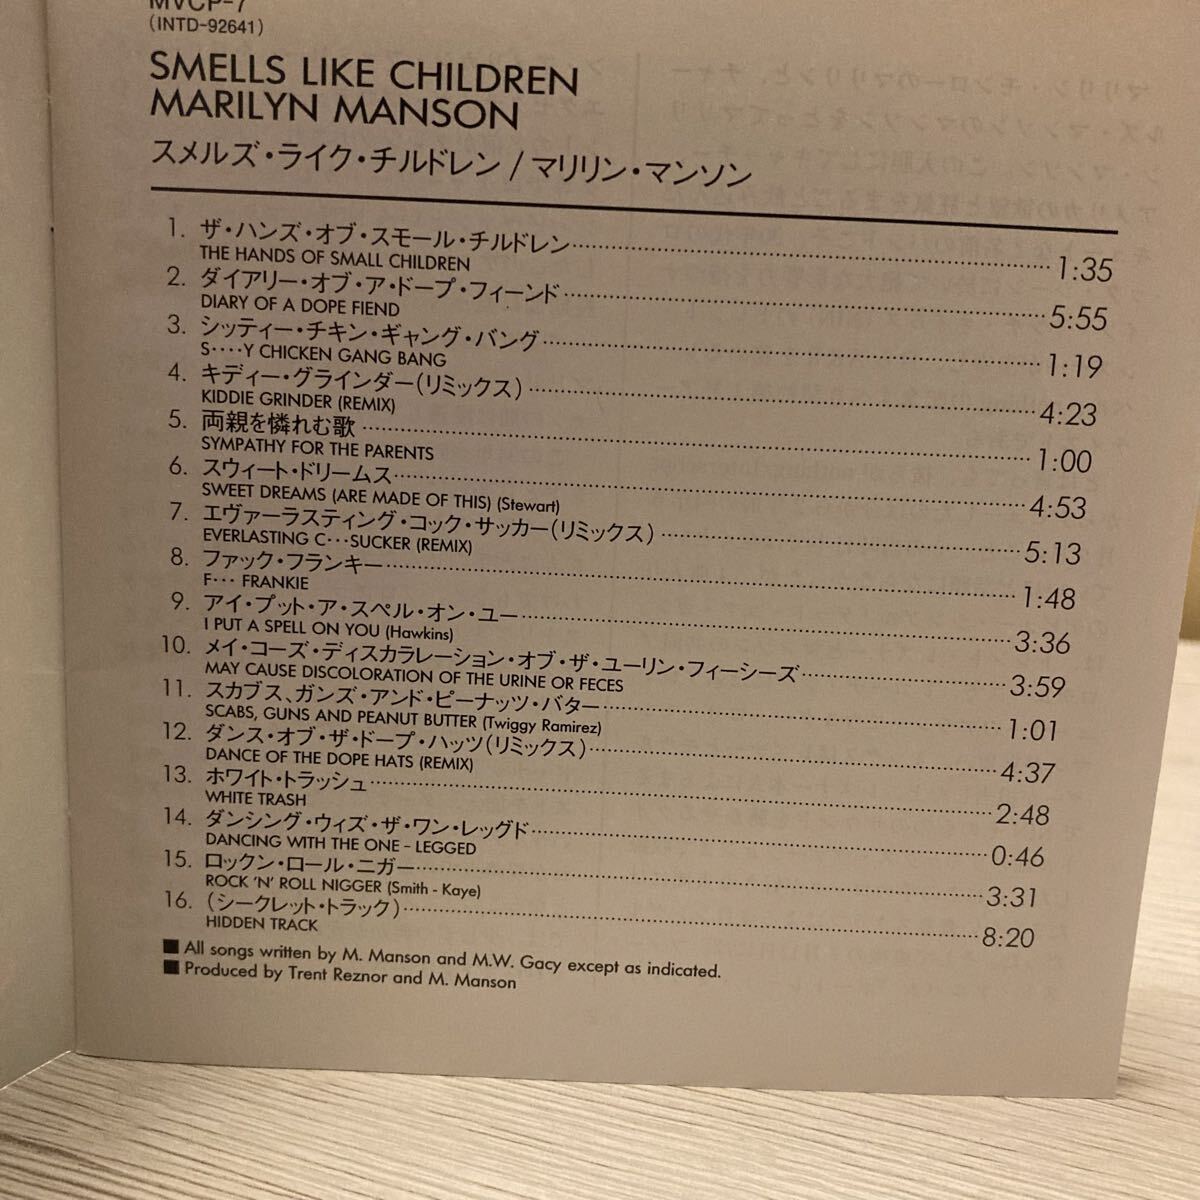 MVCP-7
(INTD-92641)
SMELLS LIKE CHILDREN
MARILYN MANSON
スメルズ・ライク・チルドレン / マリリン・マンソン
1. ザ・ハンズ・オブ・スモール・チルドレン 1:35
THE HANDS OF SMALL CHILDREN
2. ダイアリー・オブ・ア・ドープ・フィーンド 5:55
DIARY OF A DOPE FIEND
3. シッティー・チキン・ギャング・バング 1:19
S····Y CHICKEN GANG BANG
4. キディー・グラインダー(リミックス) 4:23
KIDDIE GRINDER (REMIX)
5. 両親を憐れむ歌 1:00
SYMPATHY FOR THE PARENTS
6. スウィート・ドリームス 4:53
SWEET DREAMS (ARE MADE OF THIS) (Stewart)
7. エヴァーラスティング・コック・サッカー(リミックス) 5:13
EVERLASTING C···SUCKER (REMIX)
8. ファック・フランキー 1:48
F··· FRANKIE
9. アイ・プット・ア・スペル・オン・ユー 3:36
I PUT A SPELL ON YOU (Hawkins)
10. メイ・コーズ・ディスカラレーション・オブ・ザ・ユーリン・フィーシーズ 3:59
MAY CAUSE DISCOLORATION OF THE URINE OR FECES
11. スカブス、ガンズ・アンド・ピーナッツ・バター 1:01
SCABS, GUNS AND PEANUT BUTTER (Twiggy Ramirez)
12. ダンス・オブ・ザ・ドープ・ハッツ(リミックス) 4:37
DANCE OF THE DOPE HATS (REMIX)
13. ホワイト・トラッシュ 2:48
WHITE TRASH
14. ダンシング・ウィズ・ザ・ワン・レッグド 0:46
DANCING WITH THE ONE - LEGGED
15. ロックン・ロール・ニガー 3:31
ROCK 'N' ROLL NIGGER (Smith - Kaye)
16. (シークレット・トラック) 8:20
HIDDEN TRACK
■ All songs written by M. Manson and M.W. Gacy except as indicated.
■ Produced by Trent Reznor and M. Manson